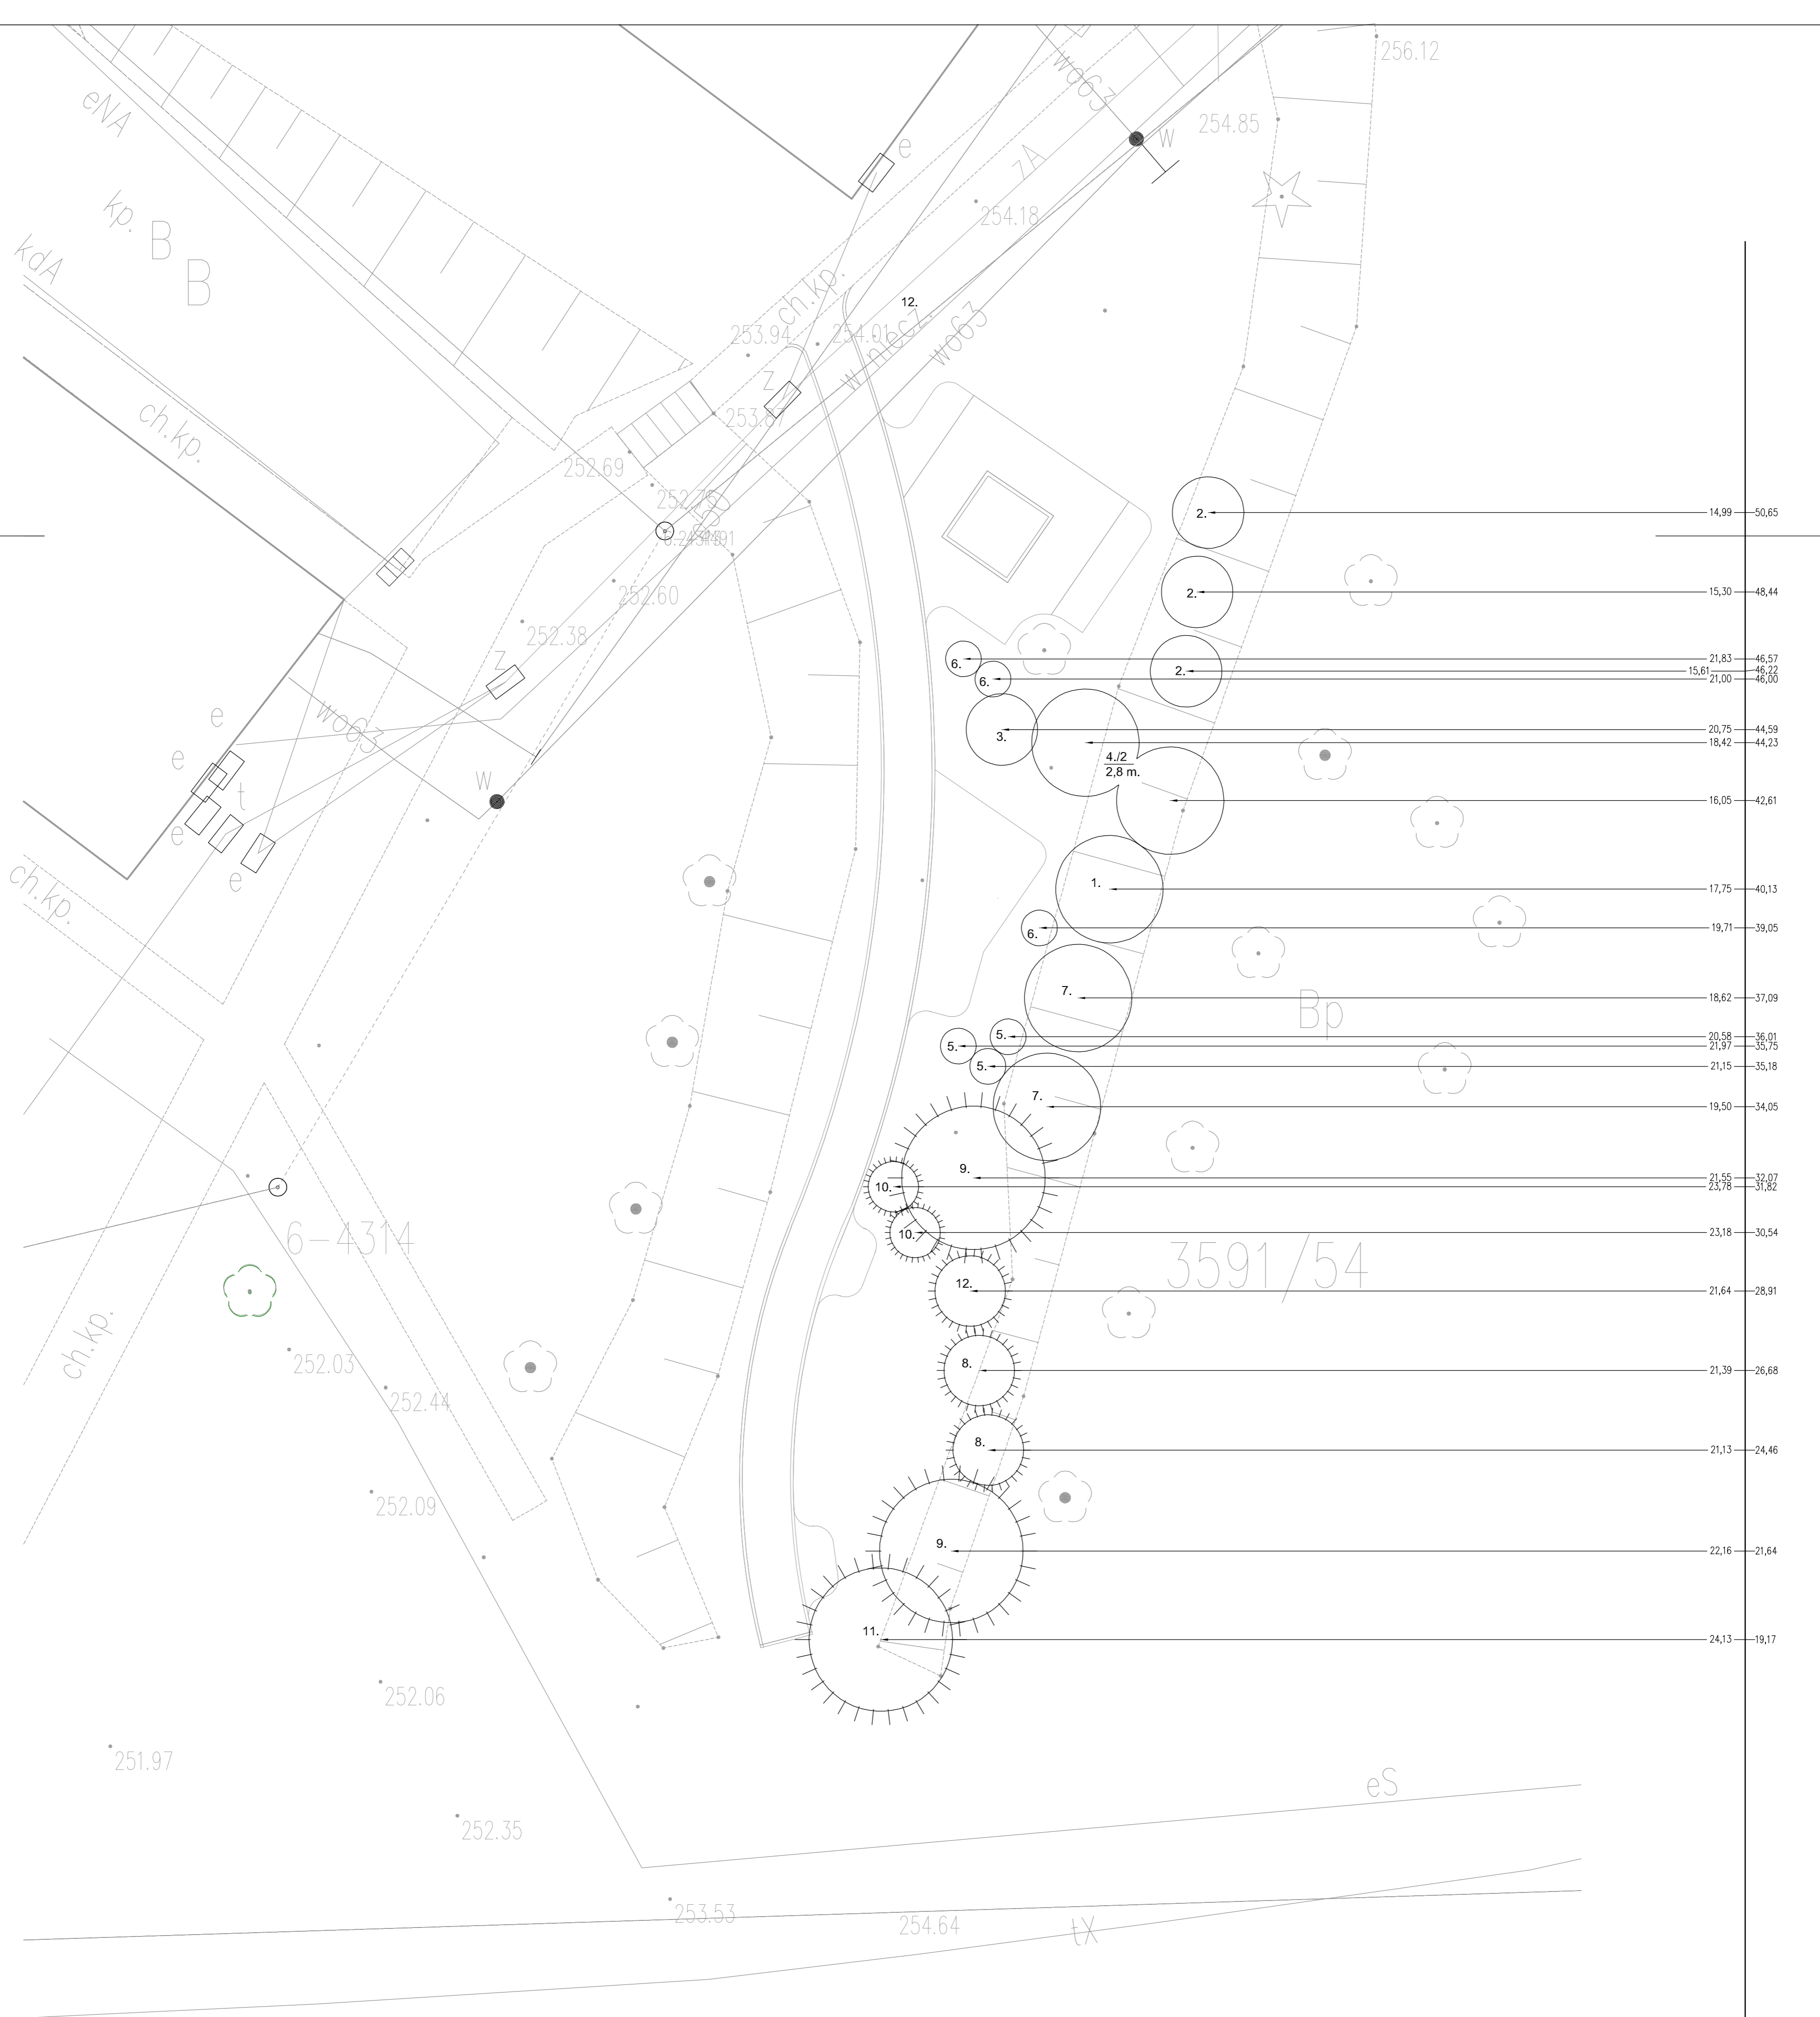 256.12
wo63
eNA
254.85
w
e
zA
kp.
B
254.18
kdA
B
ch.kp.
12.
253.94
254.01
w niesz.
wo63
z
ch.kp.
253.87
252.69
252.75
2. 14,99 50,65
252.60
2. 15,30 48,44
252.38
z
6. 21,83 46,57
2. 15,61 46,22
6. 21,00 46,00
wo63
e
3. 20,75 44,59
18,42 44,23
e
4./2
2,8 m.
w
t
16,05 42,61
e
ch.kp.
e
1. 17,75 40,13
6. 19,71 39,05
7. 18,62 37,09
Bp
5. 20,58 36,01
5. 21,97 35,75
5. 21,15 35,18
7. 19,50 34,05
9. 21,55 32,07
10. 23,78 31,82
6-4314
10. 23,18 30,54
3591/54
12. 21,64 28,91
ch.kp.
252.03
8. 21,39 26,68
252.44
8. 21,13 24,46
252.09
9. 22,16 21,64
11. 24,13 19,17
252.06
251.97
eS
252.35
253.53
254.64
tX